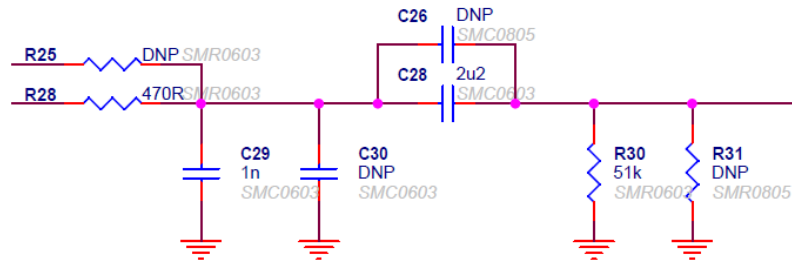 C26 DNP
SMC0805
R25 DNP SMR0603
C28 2u2
SMC0603
R28 470R SMR0603
C29
1n
SMC0603
C30
DNP
SMC0603
R30
51k
SMR0603
R31
DNP
SMR0805